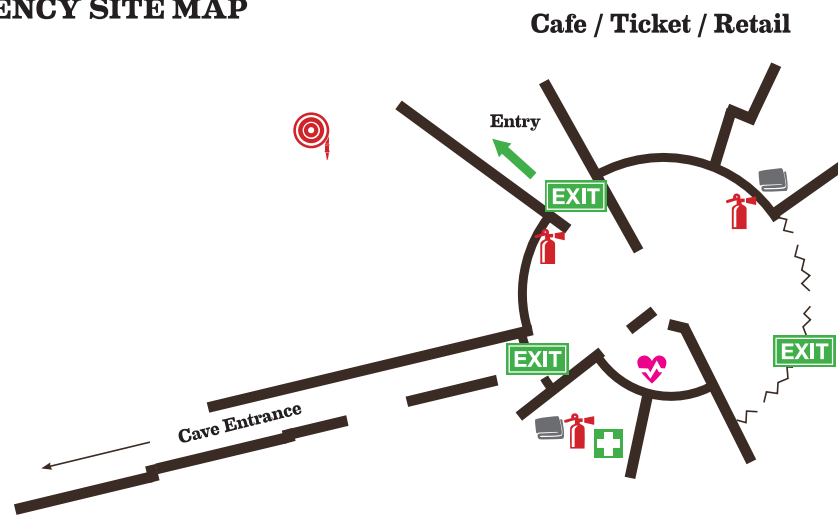 ENCY SITE MAP
Cafe / Ticket / Retail
Entry
EXIT
EXIT
EXIT
Cave Entrance